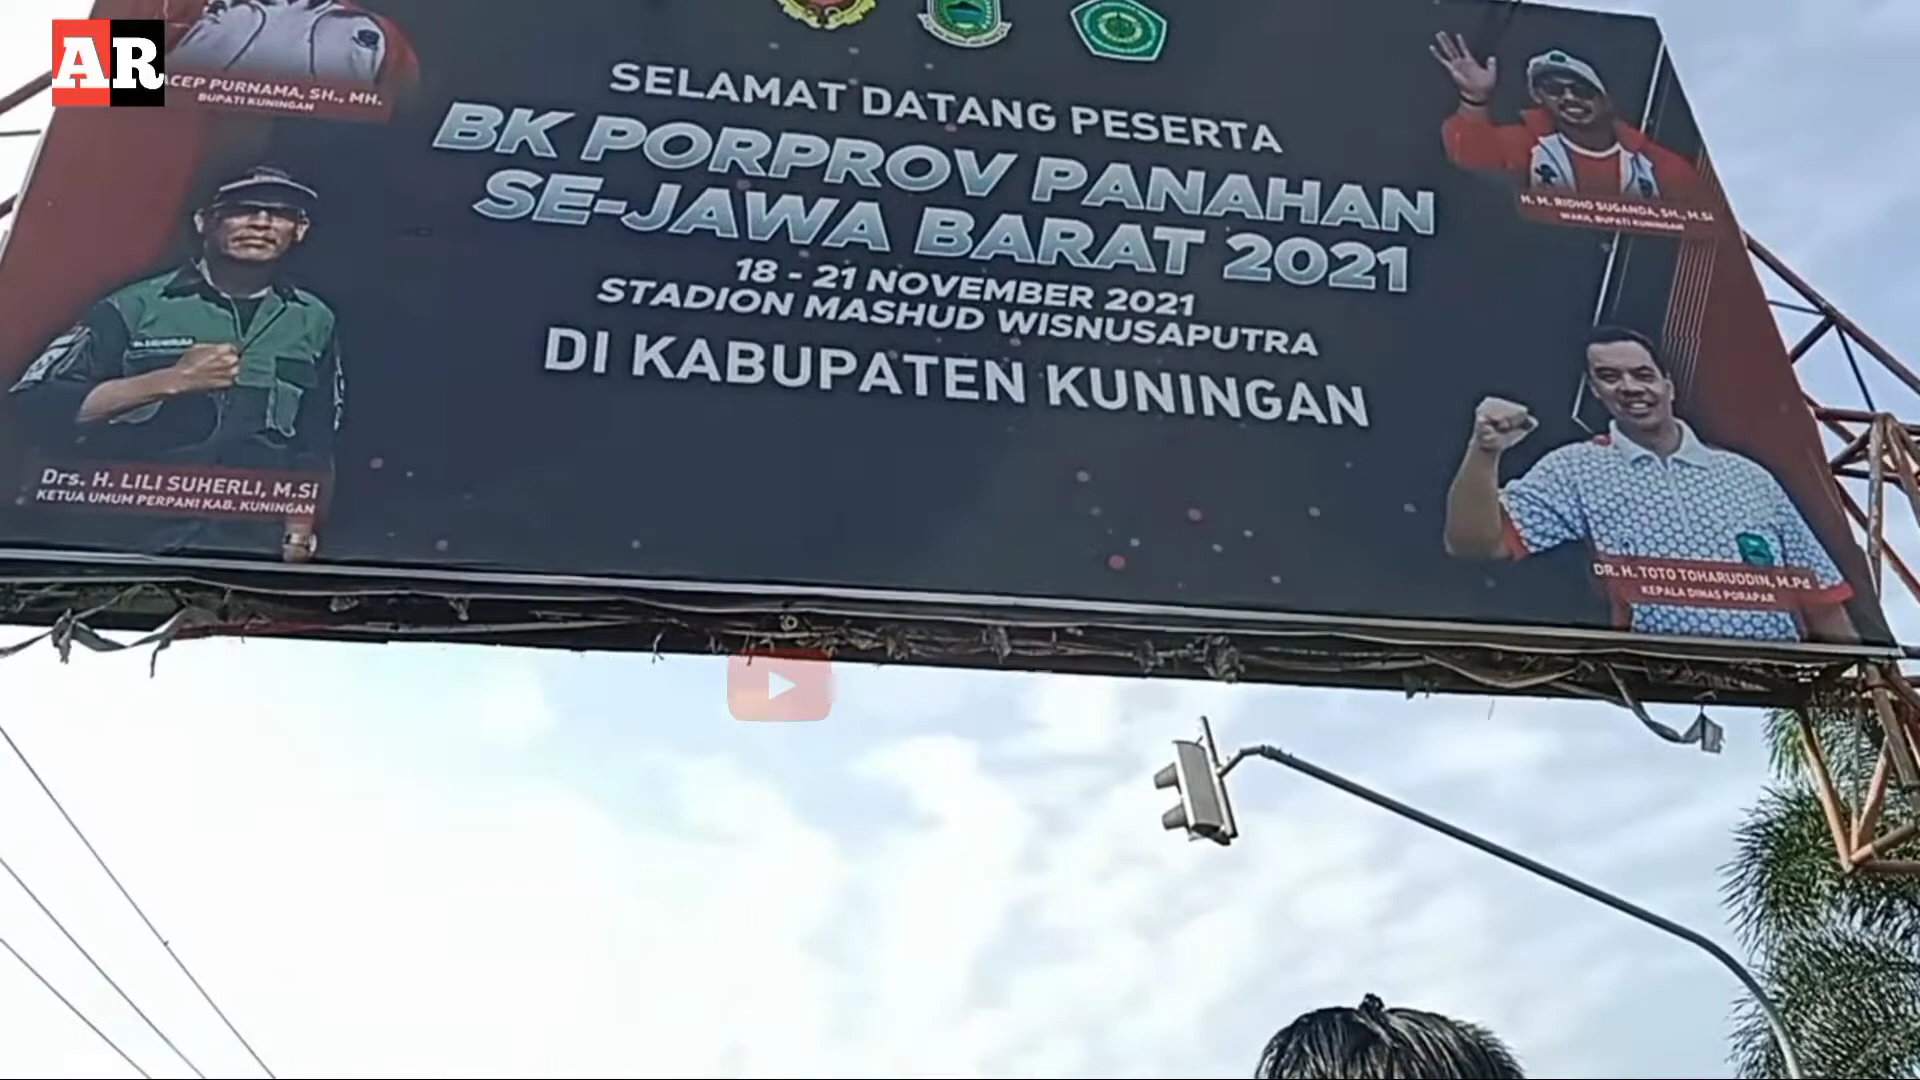 AR
ACEP PURNAMA, SH., MH.
BUPATI KUNINGAN
SELAMAT DATANG PESERTA
BK PORPROV PANAHAN
SE-JAWA BARAT 2021
18 - 21 NOVEMBER 2021
STADION MASHUD WISNUSAPUTRA
DI KABUPATEN KUNINGAN
H. M. RIDHO SUGANDA, SH., M.Si
WAKIL BUPATI KUNINGAN
Drs. H. LILI SUHERLI, M.Si
KETUA UMUM PERPANI KAB. KUNINGAN
DR. H. TOTO TOHARUDDIN, M.Pd
KEPALA DINAS PORAPAR